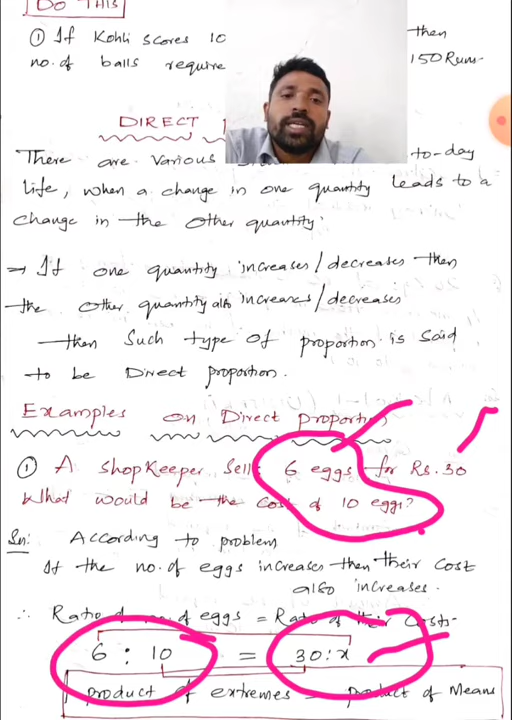 DO THIS
① If Kohli scores 10 then
no. of balls require 150 Runs.
DIRECT
There are various to-day
life, when a change in one quantity leads to a
change in the other quantity.
→ If one quantity increases/decreases then
the other quantity also increases/decreases
then such type of proportion is said
to be Direct proportion.
Examples on Direct proportion
① A shopkeeper sells 6 eggs for Rs. 30
What would be the cost of 10 eggs?
Sn: According to problem
If the no. of eggs increases then their cost
also increases.
∴ Ratio of no. of eggs = Ratio of their costs.
6 : 10 = 30 : x
product of extremes = product of Means